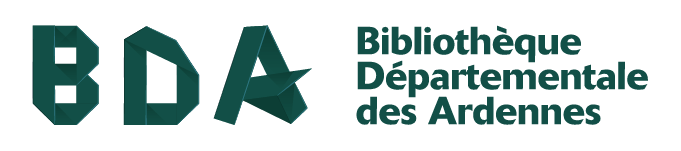 BDA
Bibliothèque
Départementale
des Ardennes